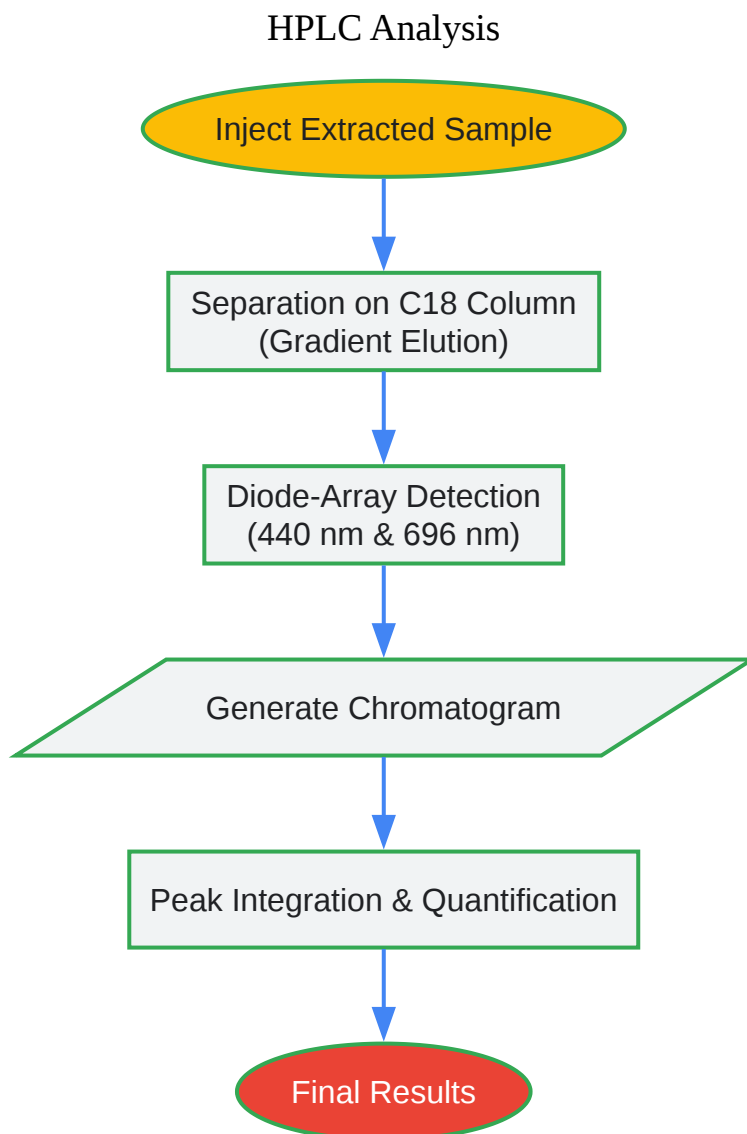 HPLC Analysis
Inject Extracted Sample
Separation on C18 Column
(Gradient Elution)
Diode-Array Detection
(440 nm & 696 nm)
Generate Chromatogram
Peak Integration & Quantification
Final Results